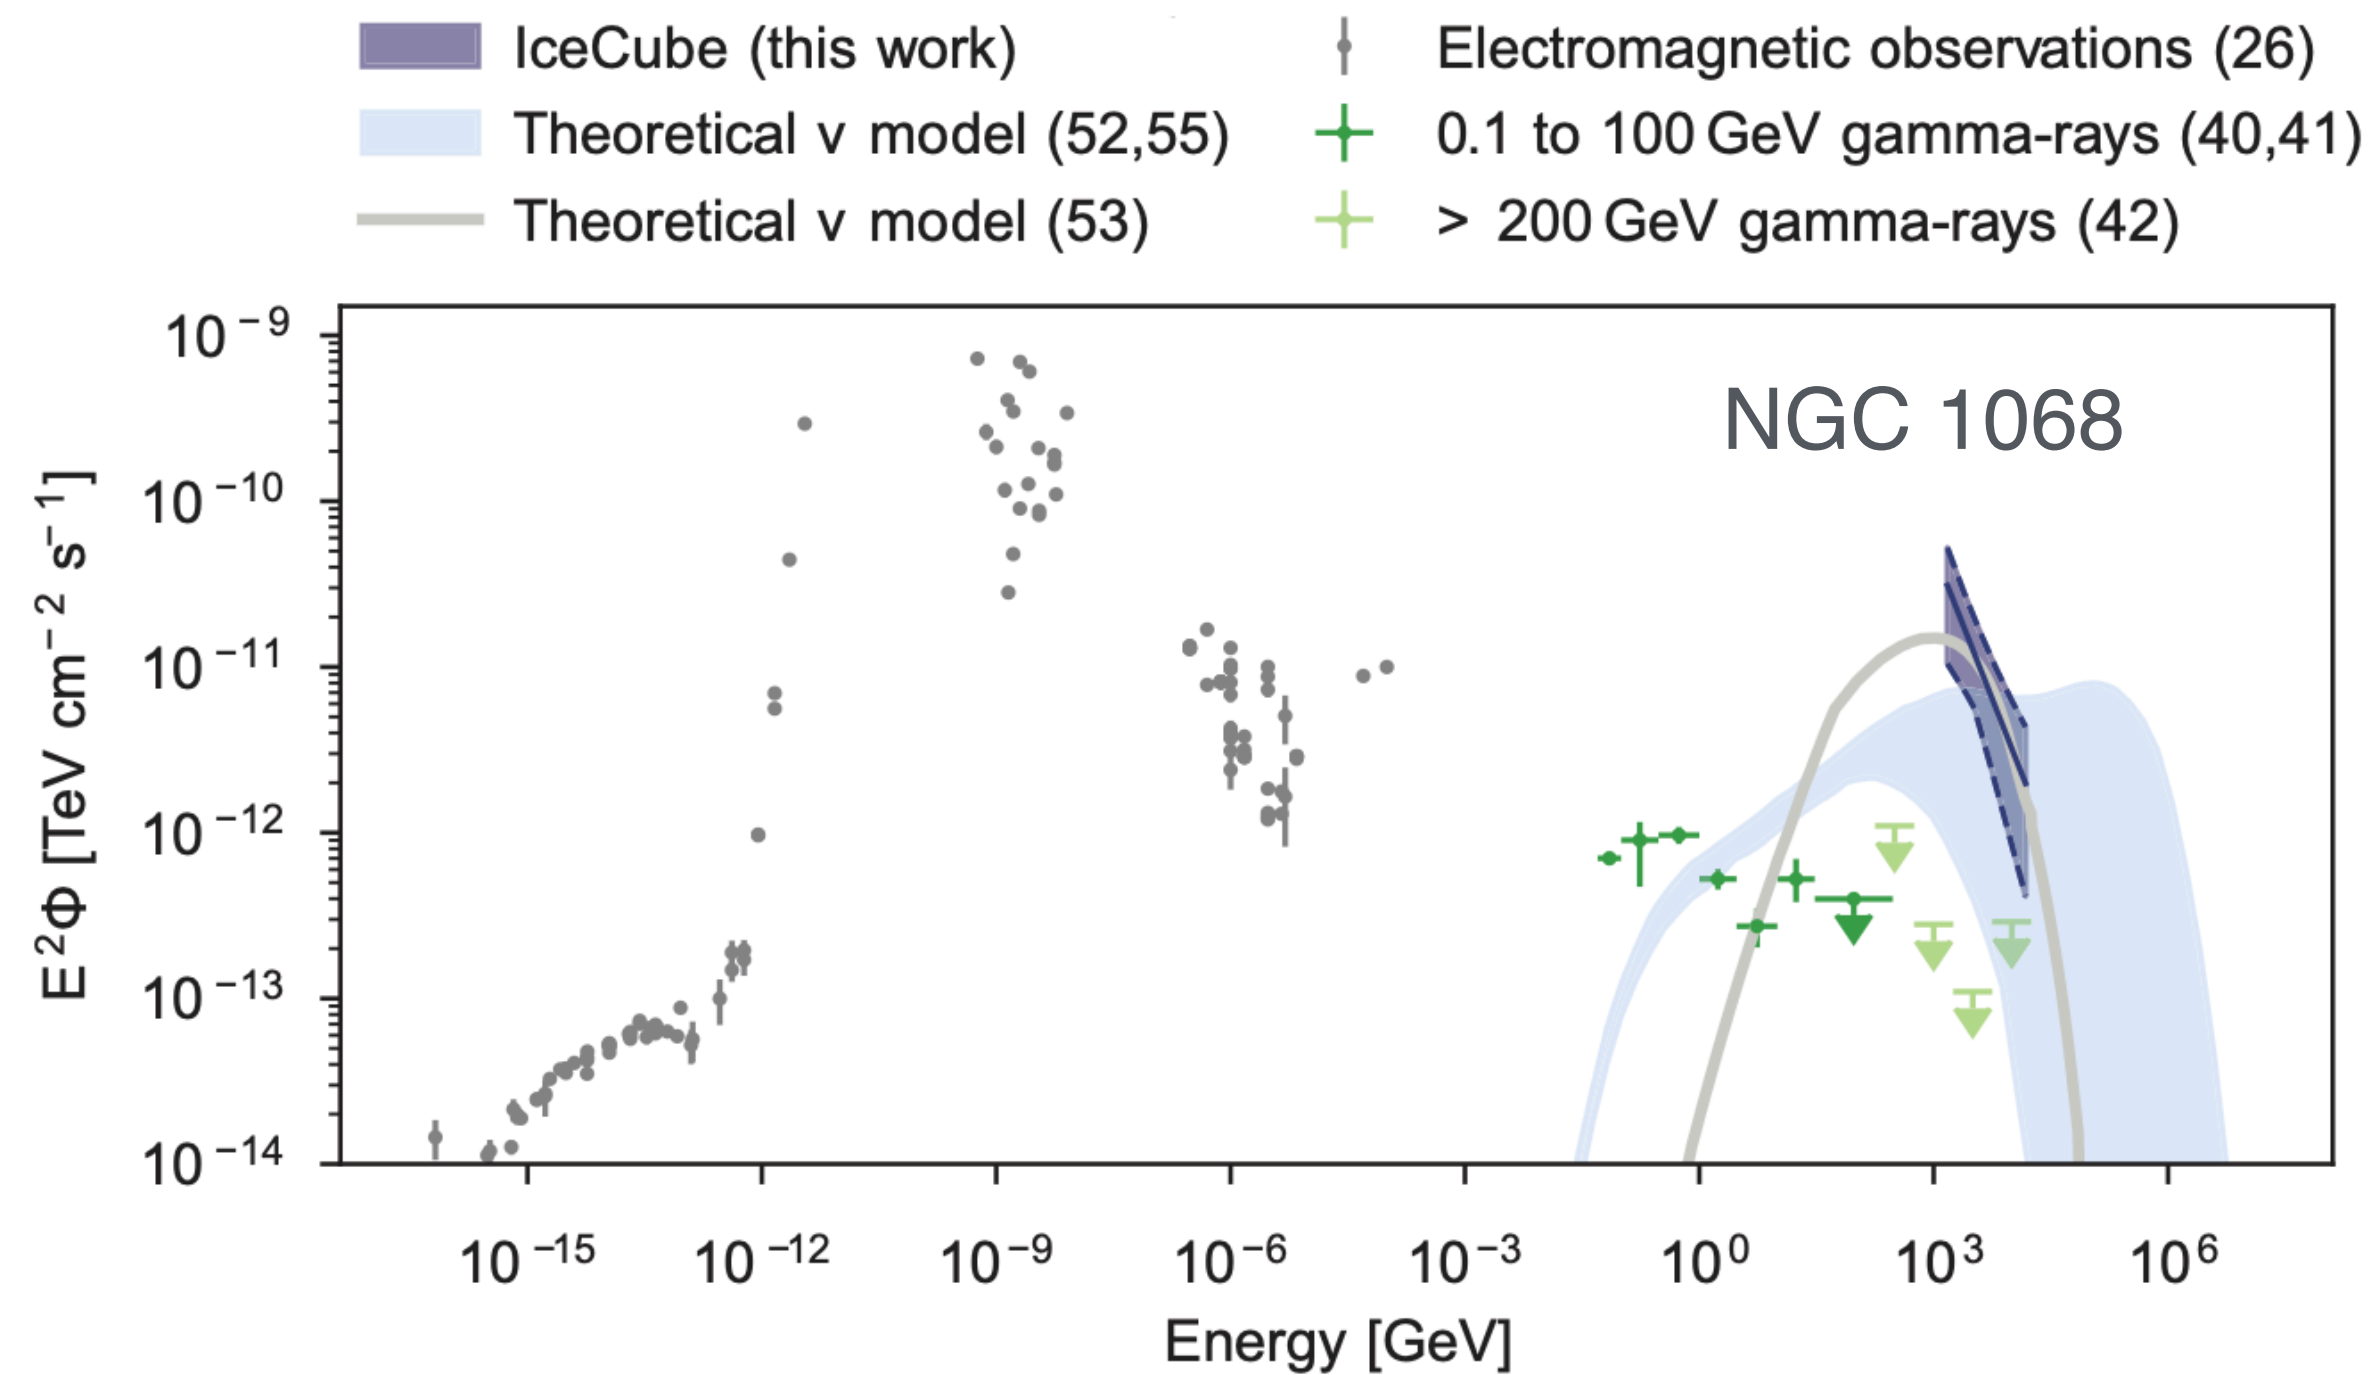 IceCube (this work)
Theoretical ν model (52,55)
Theoretical ν model (53)
Electromagnetic observations (26)
0.1 to 100 GeV gamma-rays (40,41)
> 200 GeV gamma-rays (42)
NGC 1068
E²Φ [TeV cm⁻² s⁻¹]
10⁻⁹
10⁻¹⁰
10⁻¹¹
10⁻¹²
10⁻¹³
10⁻¹⁴
10⁻¹⁵ 10⁻¹² 10⁻⁹ 10⁻⁶ 10⁻³ 10⁰ 10³ 10⁶
Energy [GeV]